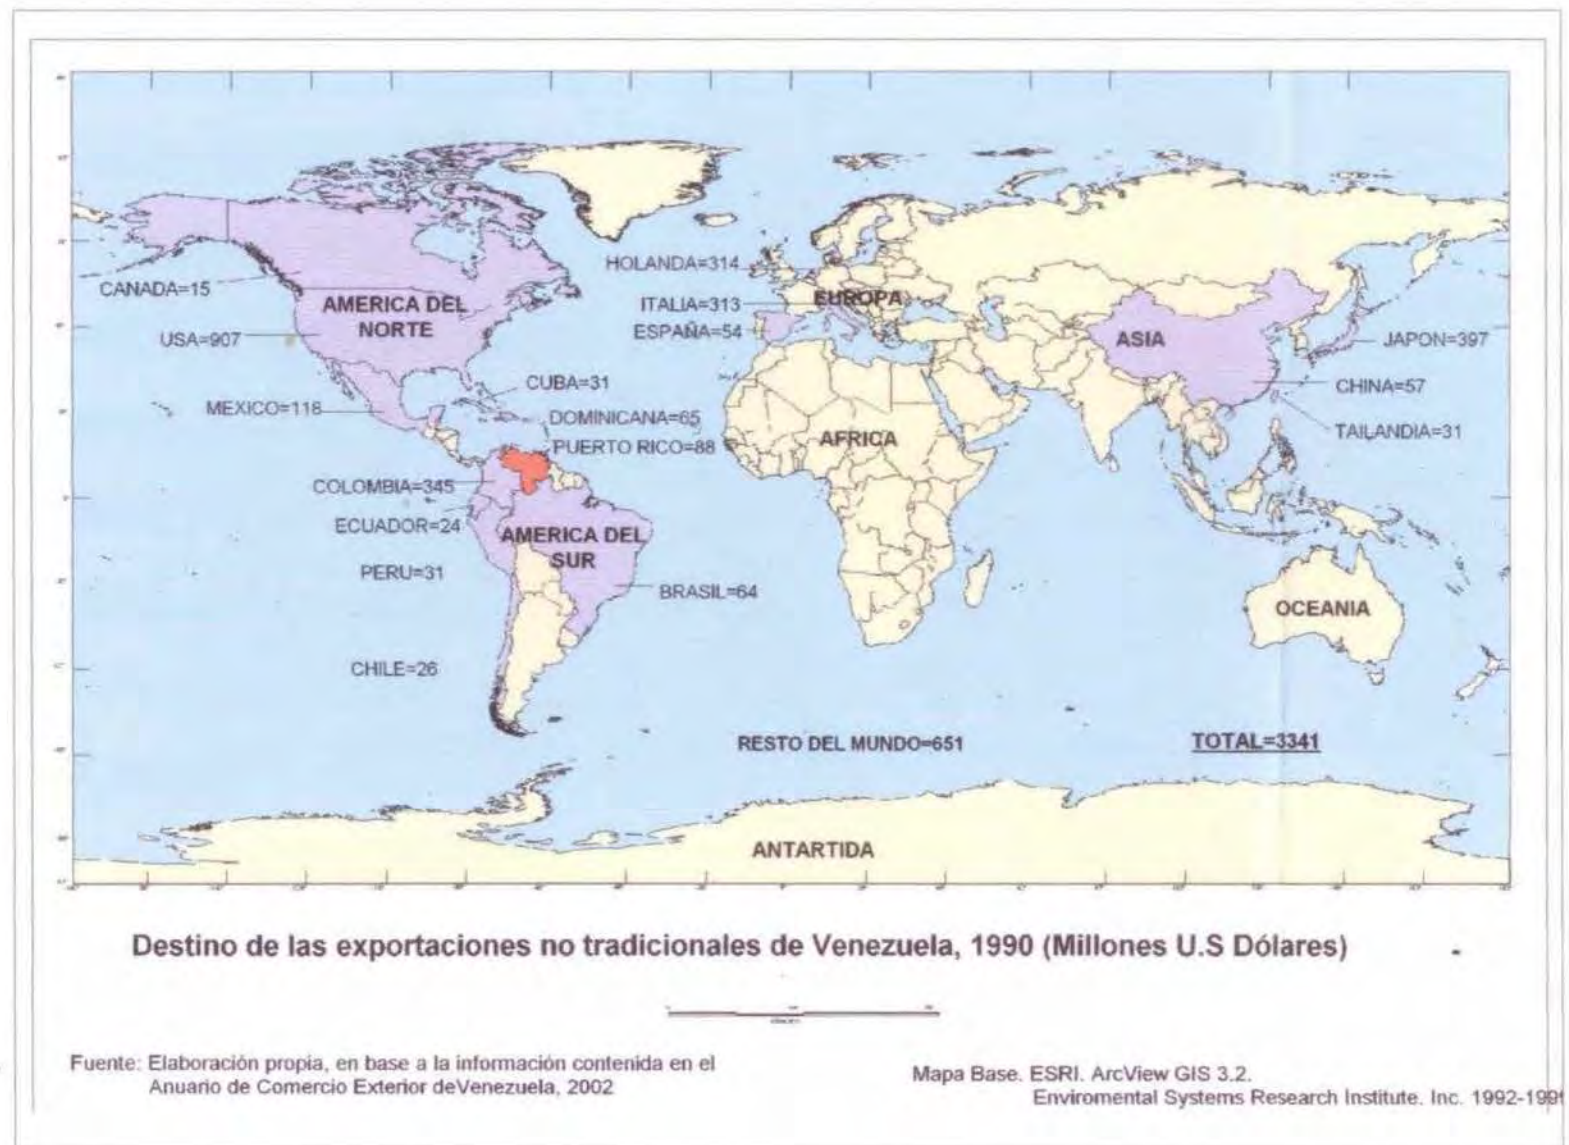 HOLANDA=314
CANADA=15
AMERICA DEL
NORTE
ITALIA=313
EUROPA
USA=907
ESPAÑA=54
ASIA
JAPON=397
CUBA=31
CHINA=57
MEXICO=118
DOMINICANA=65
PUERTO RICO=88
AFRICA
TAILANDIA=31
COLOMBIA=345
ECUADOR=24
AMERICA DEL
SUR
PERU=31
BRASIL=64
OCEANIA
CHILE=26
RESTO DEL MUNDO=651
TOTAL=3341
ANTARTIDA
Destino de las exportaciones no tradicionales de Venezuela, 1990 (Millones U.S Dólares)
Fuente: Elaboración propia, en base a la información contenida en el
Anuario de Comercio Exterior deVenezuela, 2002
Mapa Base. ESRI. ArcView GIS 3.2.
Enviromental Systems Research Institute. Inc. 1992-199